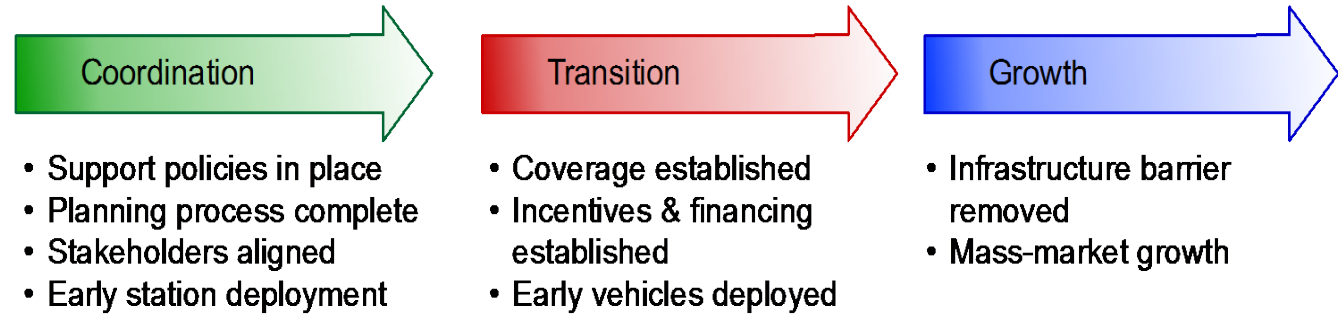 Coordination
• Support policies in place
• Planning process complete
• Stakeholders aligned
• Early station deployment
Transition
• Coverage established
• Incentives & financing
established
• Early vehicles deployed
Growth
• Infrastructure barrier
removed
• Mass-market growth